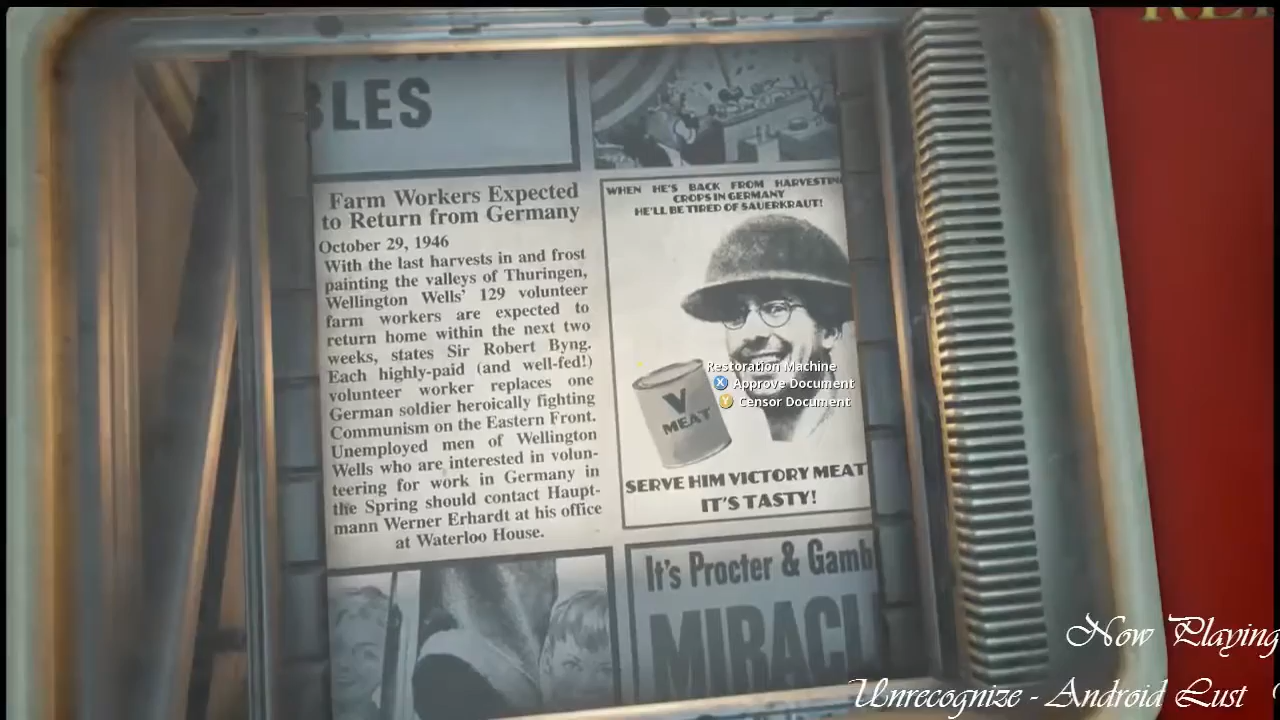 BLES
Farm Workers Expected
to Return from Germany
October 29, 1946
With the last harvests in and frost
painting the valleys of Thuringen,
Wellington Wells' 129 volunteer
farm workers are expected to
return home within the next two
weeks, states Sir Robert Byng.
Each highly-paid (and well-fed!)
volunteer worker replaces one
German soldier heroically fighting
Communism on the Eastern Front.
Unemployed men of Wellington
Wells who are interested in volun-
teering for work in Germany in
the Spring should contact Haupt-
mann Werner Erhardt at his office
at Waterloo House.
WHEN HE'S BACK FROM HARVESTIN
CROPS IN GERMANY
HE'LL BE TIRED OF SAUERKRAUT!
V
MEAT
Restoration Machine
X Approve Document
Y Censor Document
SERVE HIM VICTORY MEAT
IT'S TASTY!
It's Procter & Gamb
MIRACL
Now Playing
Unrecognize - Android Lust